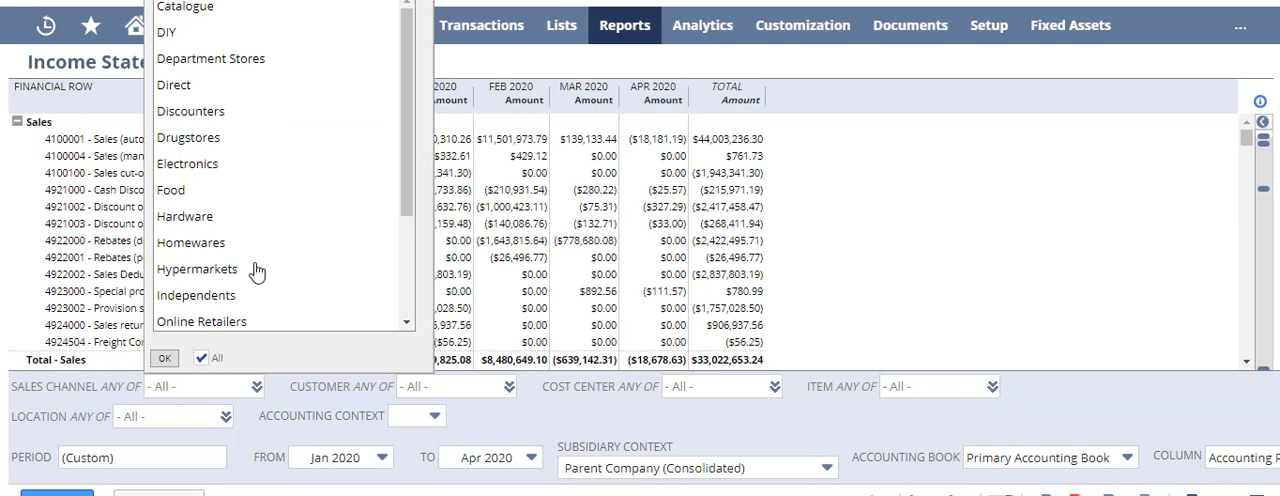 Catalogue
Transactions Lists Reports Analytics Customization Documents Setup Fixed Assets ...
DIY
Income State
Department Stores
FINANCIAL ROW 2020 FEB 2020 MAR 2020 APR 2020 TOTAL
Direct
Amount Amount Amount Amount
Discounters
Sales
Drugstores
4100001 - Sales (auto 0,310.26 $11,501,973.79 $139,133.44 ($18,181.19) $44,003,236.30
4100004 - Sales (man $332.61 $429.12 $0.00 $0.00 $761.73
Electronics
4100100 - Sales cut-o 341.30) $0.00 $0.00 $0.00 ($1,943,341.30)
4921000 - Cash Disco ,733.86) ($210,931.54) ($280.22) ($25.57) ($215,971.19)
Food
4921002 - Discount o ,632.76) ($1,000,423.11) ($75.31) ($327.29) ($2,417,458.47)
Hardware
4921003 - Discount o ,159.48) ($140,086.76) ($132.71) ($33.00) ($268,411.94)
4922000 - Rebates (d $0.00 ($1,643,815.64) ($778,680.08) $0.00 ($2,422,495.71)
Homewares
4922001 - Rebates (p $0.00 ($26,496.77) $0.00 $0.00 ($26,496.77)
Hypermarkets
4922002 - Sales Dedu ,803.19) $0.00 $0.00 $0.00 ($2,837,803.19)
4923000 - Special pro $0.00 $0.00 $892.56 ($111.57) $780.99
Independents
4923002 - Provision s ,028.50) $0.00 $0.00 $0.00 ($1,757,028.50)
Online Retailers
4924000 - Sales retur ,937.56 $0.00 $0.00 $0.00 $906,937.56
4924504 - Freight Cor ($56.25) $0.00 $0.00 $0.00 ($56.25)
Total - Sales 9,825.08 $8,480,649.10 ($639,142.31) ($18,678.63) $33,022,653.24
OK All
SALES CHANNEL ANY OF - All - CUSTOMER ANY OF - All - COST CENTER ANY OF - All - ITEM ANY OF - All -
LOCATION ANY OF - All - ACCOUNTING CONTEXT
SUBSIDIARY CONTEXT
PERIOD (Custom) FROM Jan 2020 TO Apr 2020 Parent Company (Consolidated) ACCOUNTING BOOK Primary Accounting Book COLUMN Accounting P